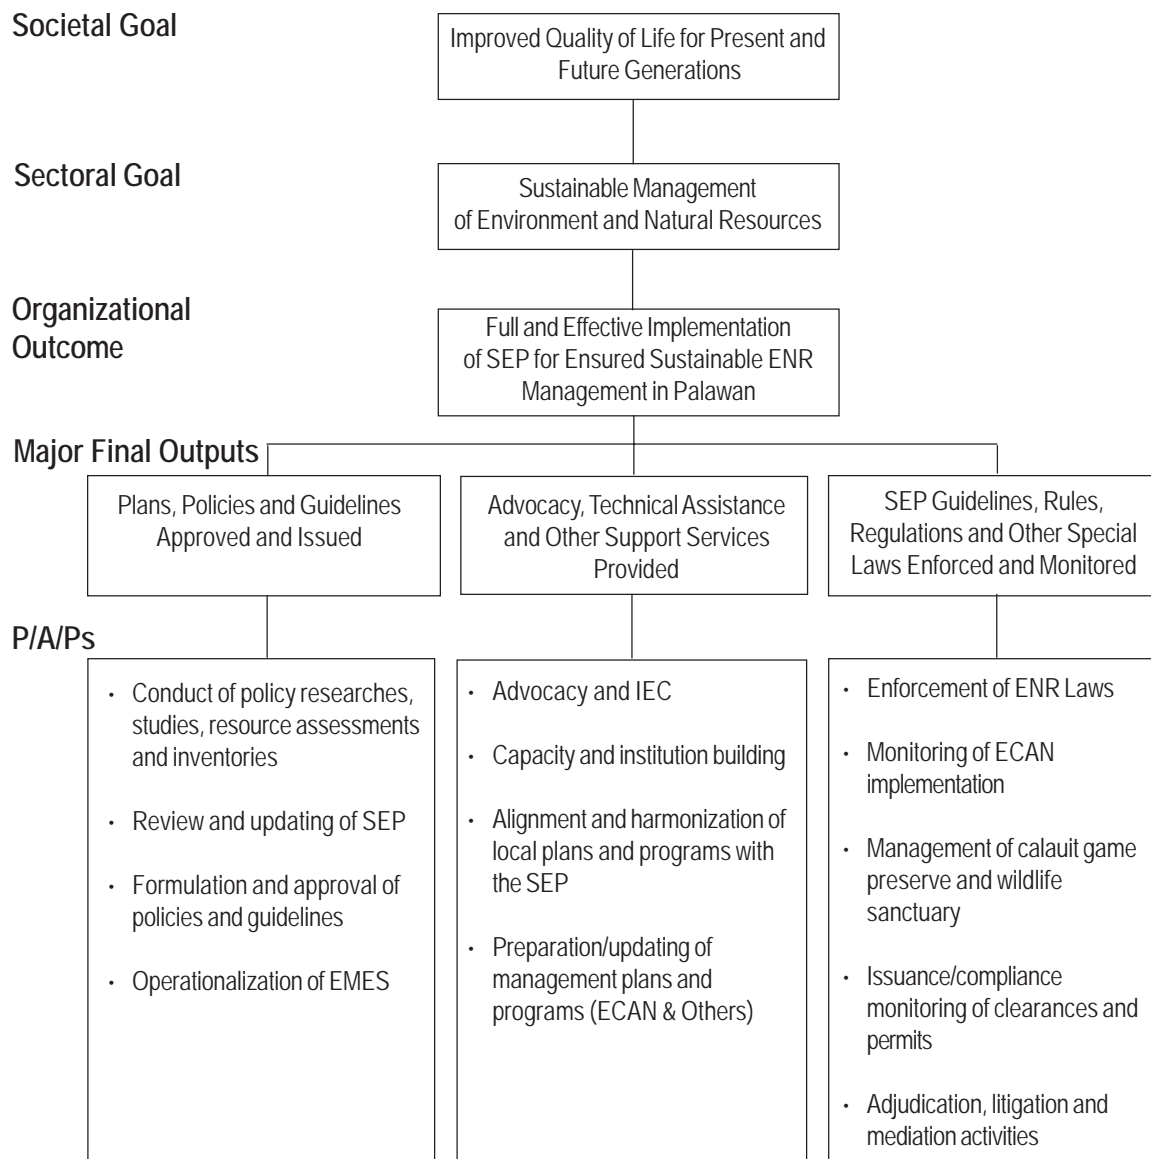 Societal Goal
Improved Quality of Life for Present and
Future Generations
Sectoral Goal
Sustainable Management
of Environment and Natural Resources
Organizational
Outcome
Full and Effective Implementation
of SEP for Ensured Sustainable ENR
Management in Palawan
Major Final Outputs
Plans, Policies and Guidelines
Approved and Issued
Advocacy, Technical Assistance
and Other Support Services
Provided
SEP Guidelines, Rules,
Regulations and Other Special
Laws Enforced and Monitored
P/A/Ps
• Conduct of policy researches,
studies, resource assessments
and inventories
• Review and updating of SEP
• Formulation and approval of
policies and guidelines
• Operationalization of EMES
• Advocacy and IEC
• Capacity and institution building
• Alignment and harmonization of
local plans and programs with
the SEP
• Preparation/updating of
management plans and
programs (ECAN & Others)
• Enforcement of ENR Laws
• Monitoring of ECAN
implementation
• Management of calauit game
preserve and wildlife
sanctuary
• Issuance/compliance
monitoring of clearances and
permits
• Adjudication, litigation and
mediation activities